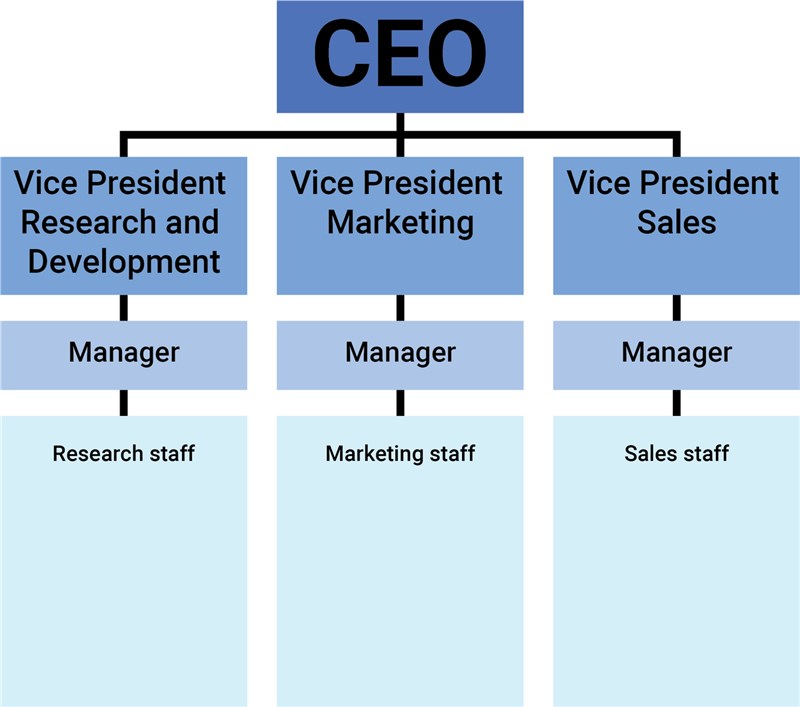 CEO
Vice President
Research and
Development
Vice President
Marketing
Vice President
Sales
Manager
Manager
Manager
Research staff
Marketing staff
Sales staff